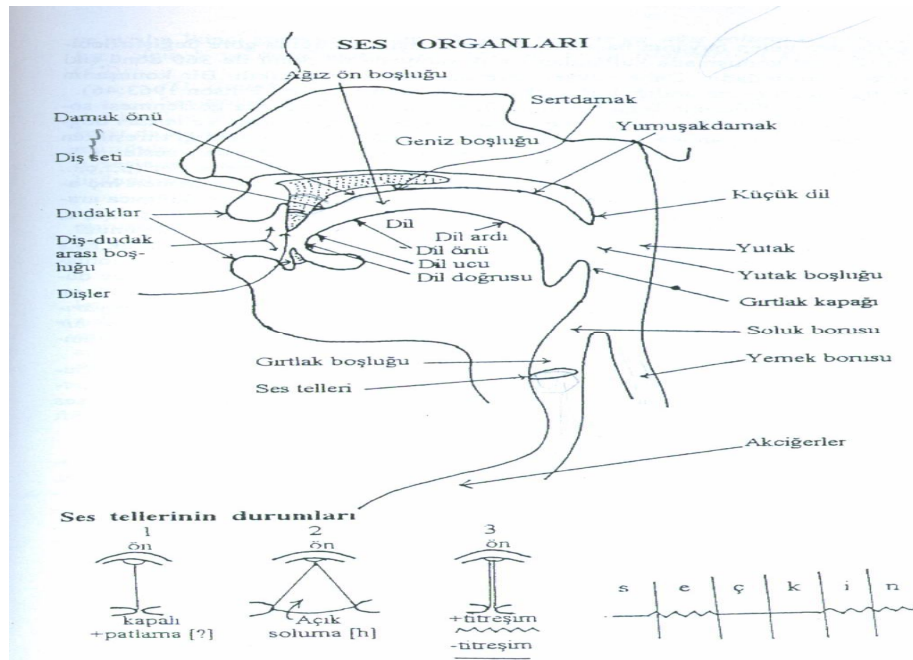 SES ORGANLARI
Ağız ön boşluğu
Sertdamak
Damak önü
Yumuşakdamak
Geniz boşluğu
Diş seti
Küçük dil
Dudaklar
Dil
Dil ardı
Diş-dudak
arası boş-
luğu
Dil önü
Yutak
Dil ucu
Dil doğrusu
Yutak boşluğu
Dişler
Gırtlak kapağı
Soluk borusu
Gırtlak boşluğu
Yemek borusu
Ses telleri
Akciğerler
Ses tellerinin durumları
1
2
3
ön
ön
ön
s e ç k i n
kapalı
+patlama [?]
Açık
soluma [h]
+titreşim
-titreşim